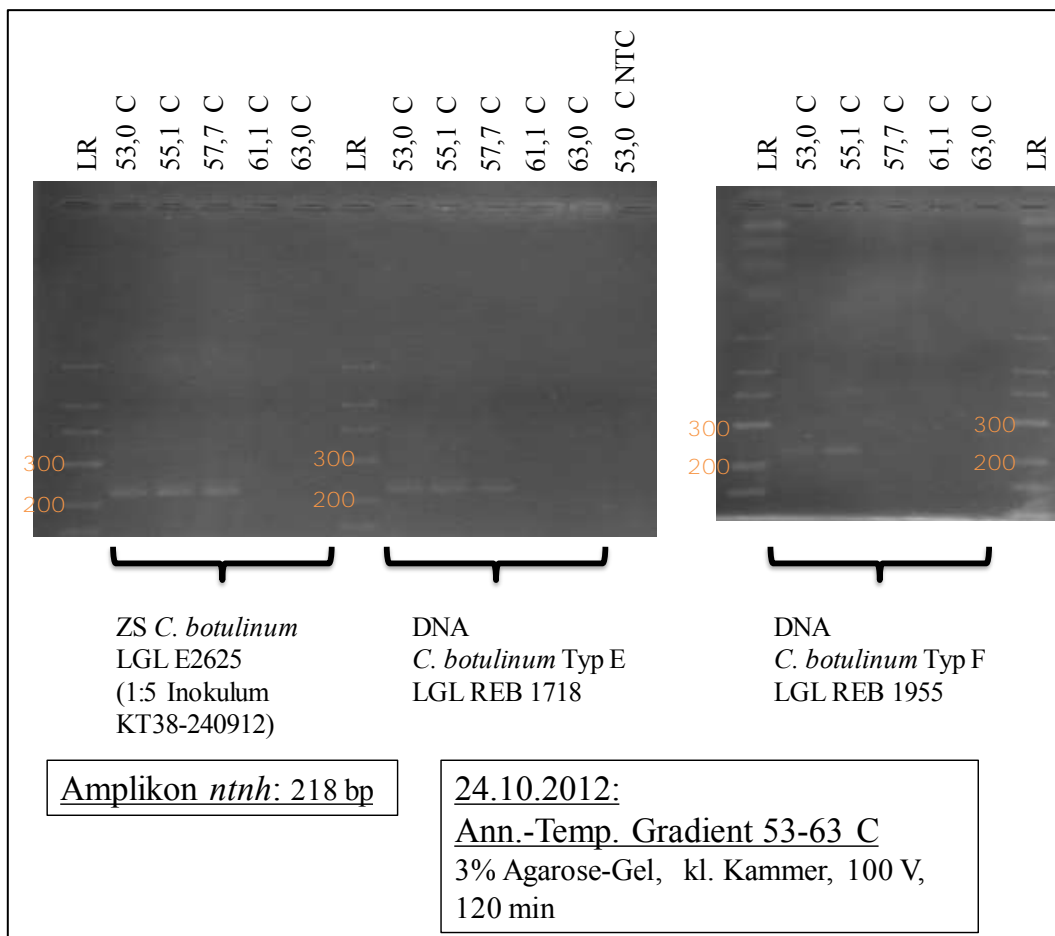 LR
53,0 C
55,1 C
57,7 C
61,1 C
63,0 C
LR
53,0 C
55,1 C
57,7 C
61,1 C
63,0 C
53,0 C NTC
LR
53,0 C
55,1 C
57,7 C
61,1 C
63,0 C
LR
300
200
300
200
300
200
300
200
ZS C. botulinum
LGL E2625
(1:5 Inokulum
KT38-240912)
DNA
C. botulinum Typ E
LGL REB 1718
DNA
C. botulinum Typ F
LGL REB 1955
Amplikon ntnh: 218 bp
24.10.2012:
Ann.-Temp. Gradient 53-63 C
3% Agarose-Gel, kl. Kammer, 100 V,
120 min